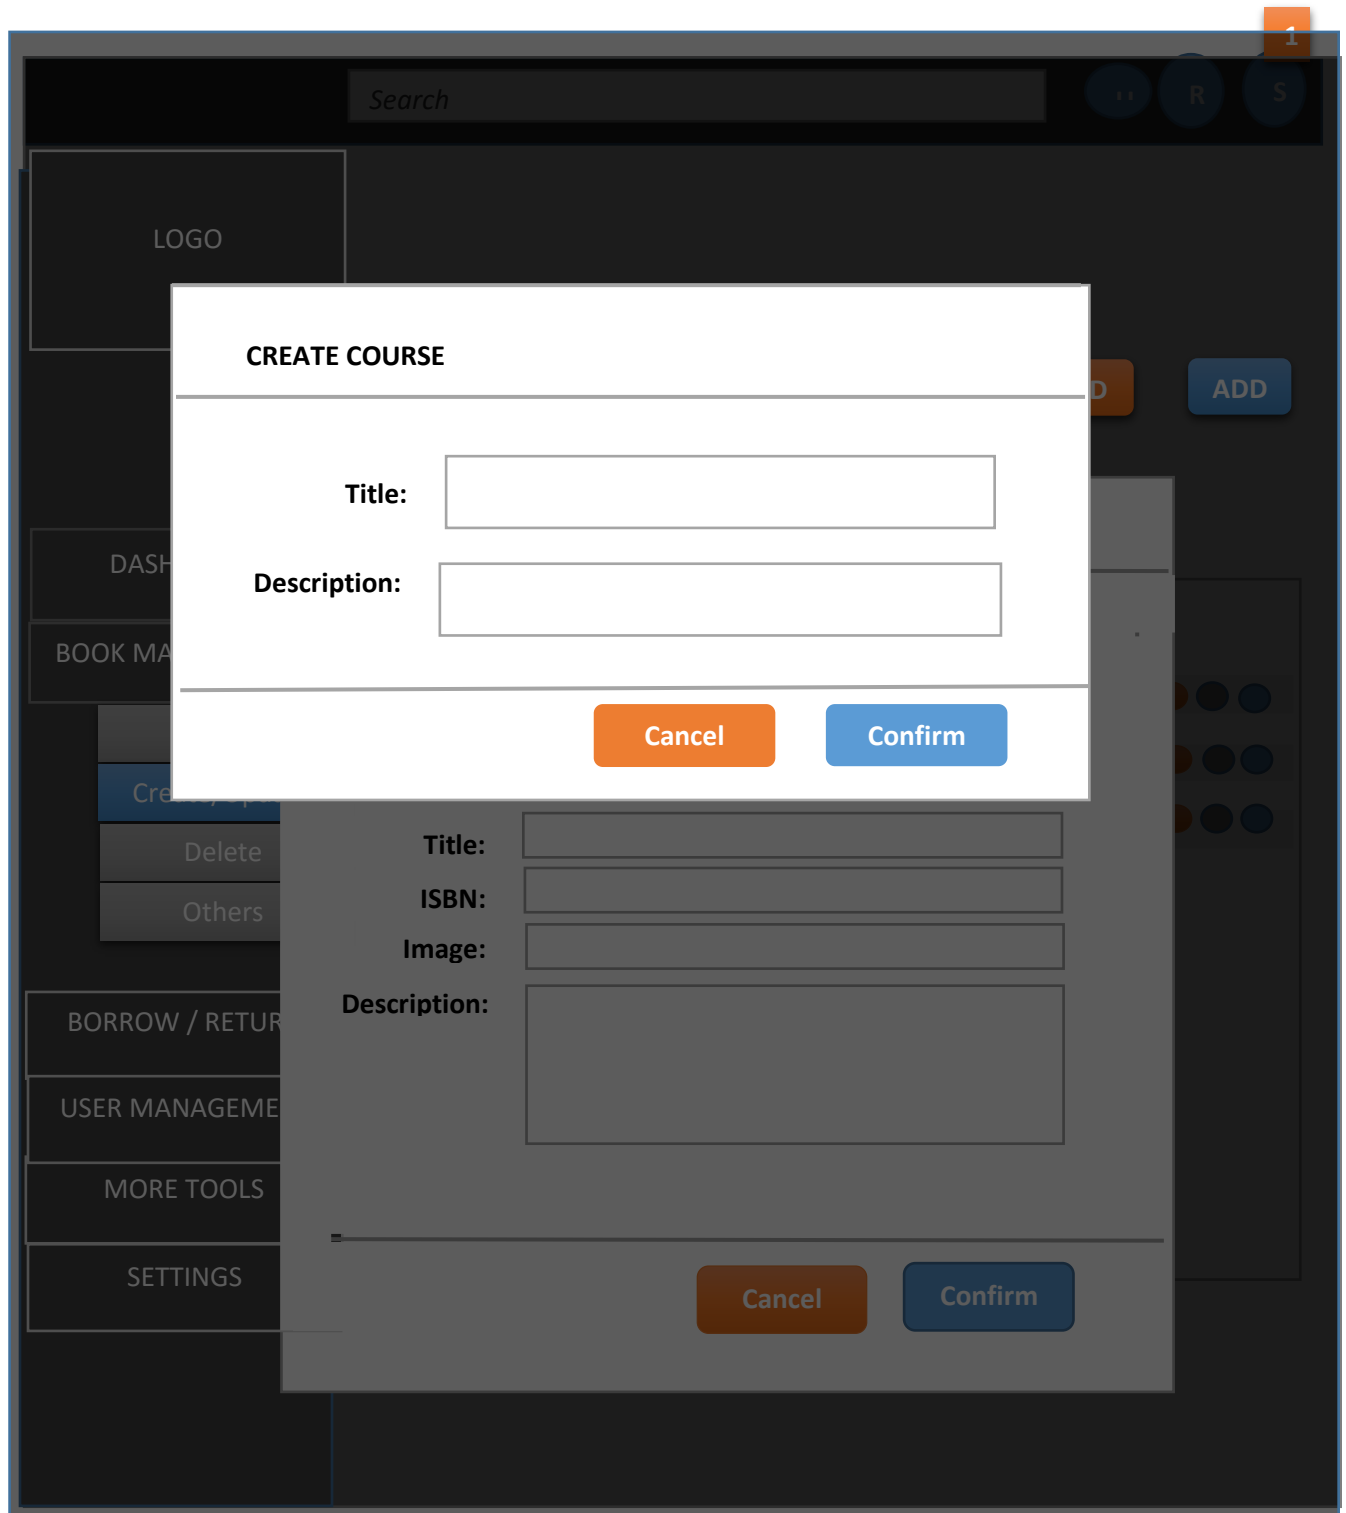 1
Search
R
S
LOGO
CREATE COURSE
D
ADD
Title:
DASH
Description:
BOOK MA
Cancel
Confirm
Title:
Delete
ISBN:
Others
Image:
Description:
BORROW / RETUR
USER MANAGEME
MORE TOOLS
SETTINGS
Cancel
Confirm